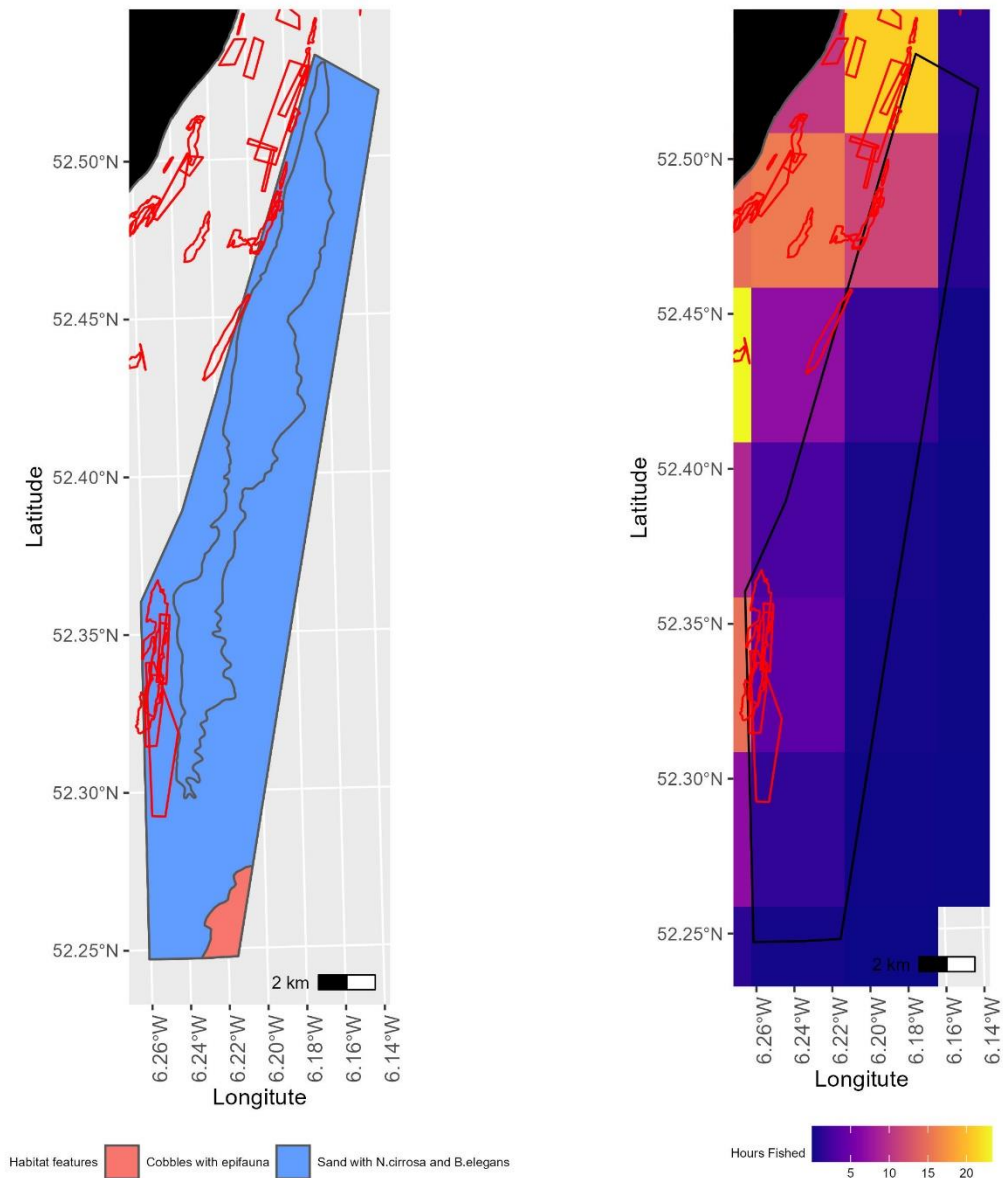 52.50°N
52.45°N
52.40°N
52.35°N
52.30°N
52.25°N
Latitude
2 km
6.26°W
6.24°W
6.22°W
6.20°W
6.18°W
6.16°W
6.14°W
Longitute
Habitat features
Cobbles with epifauna
Sand with N.cirrosa and B.elegans
52.50°N
52.45°N
52.40°N
52.35°N
52.30°N
52.25°N
Latitude
2 km
6.26°W
6.24°W
6.22°W
6.20°W
6.18°W
6.16°W
6.14°W
Longitute
Hours Fished
5
10
15
20